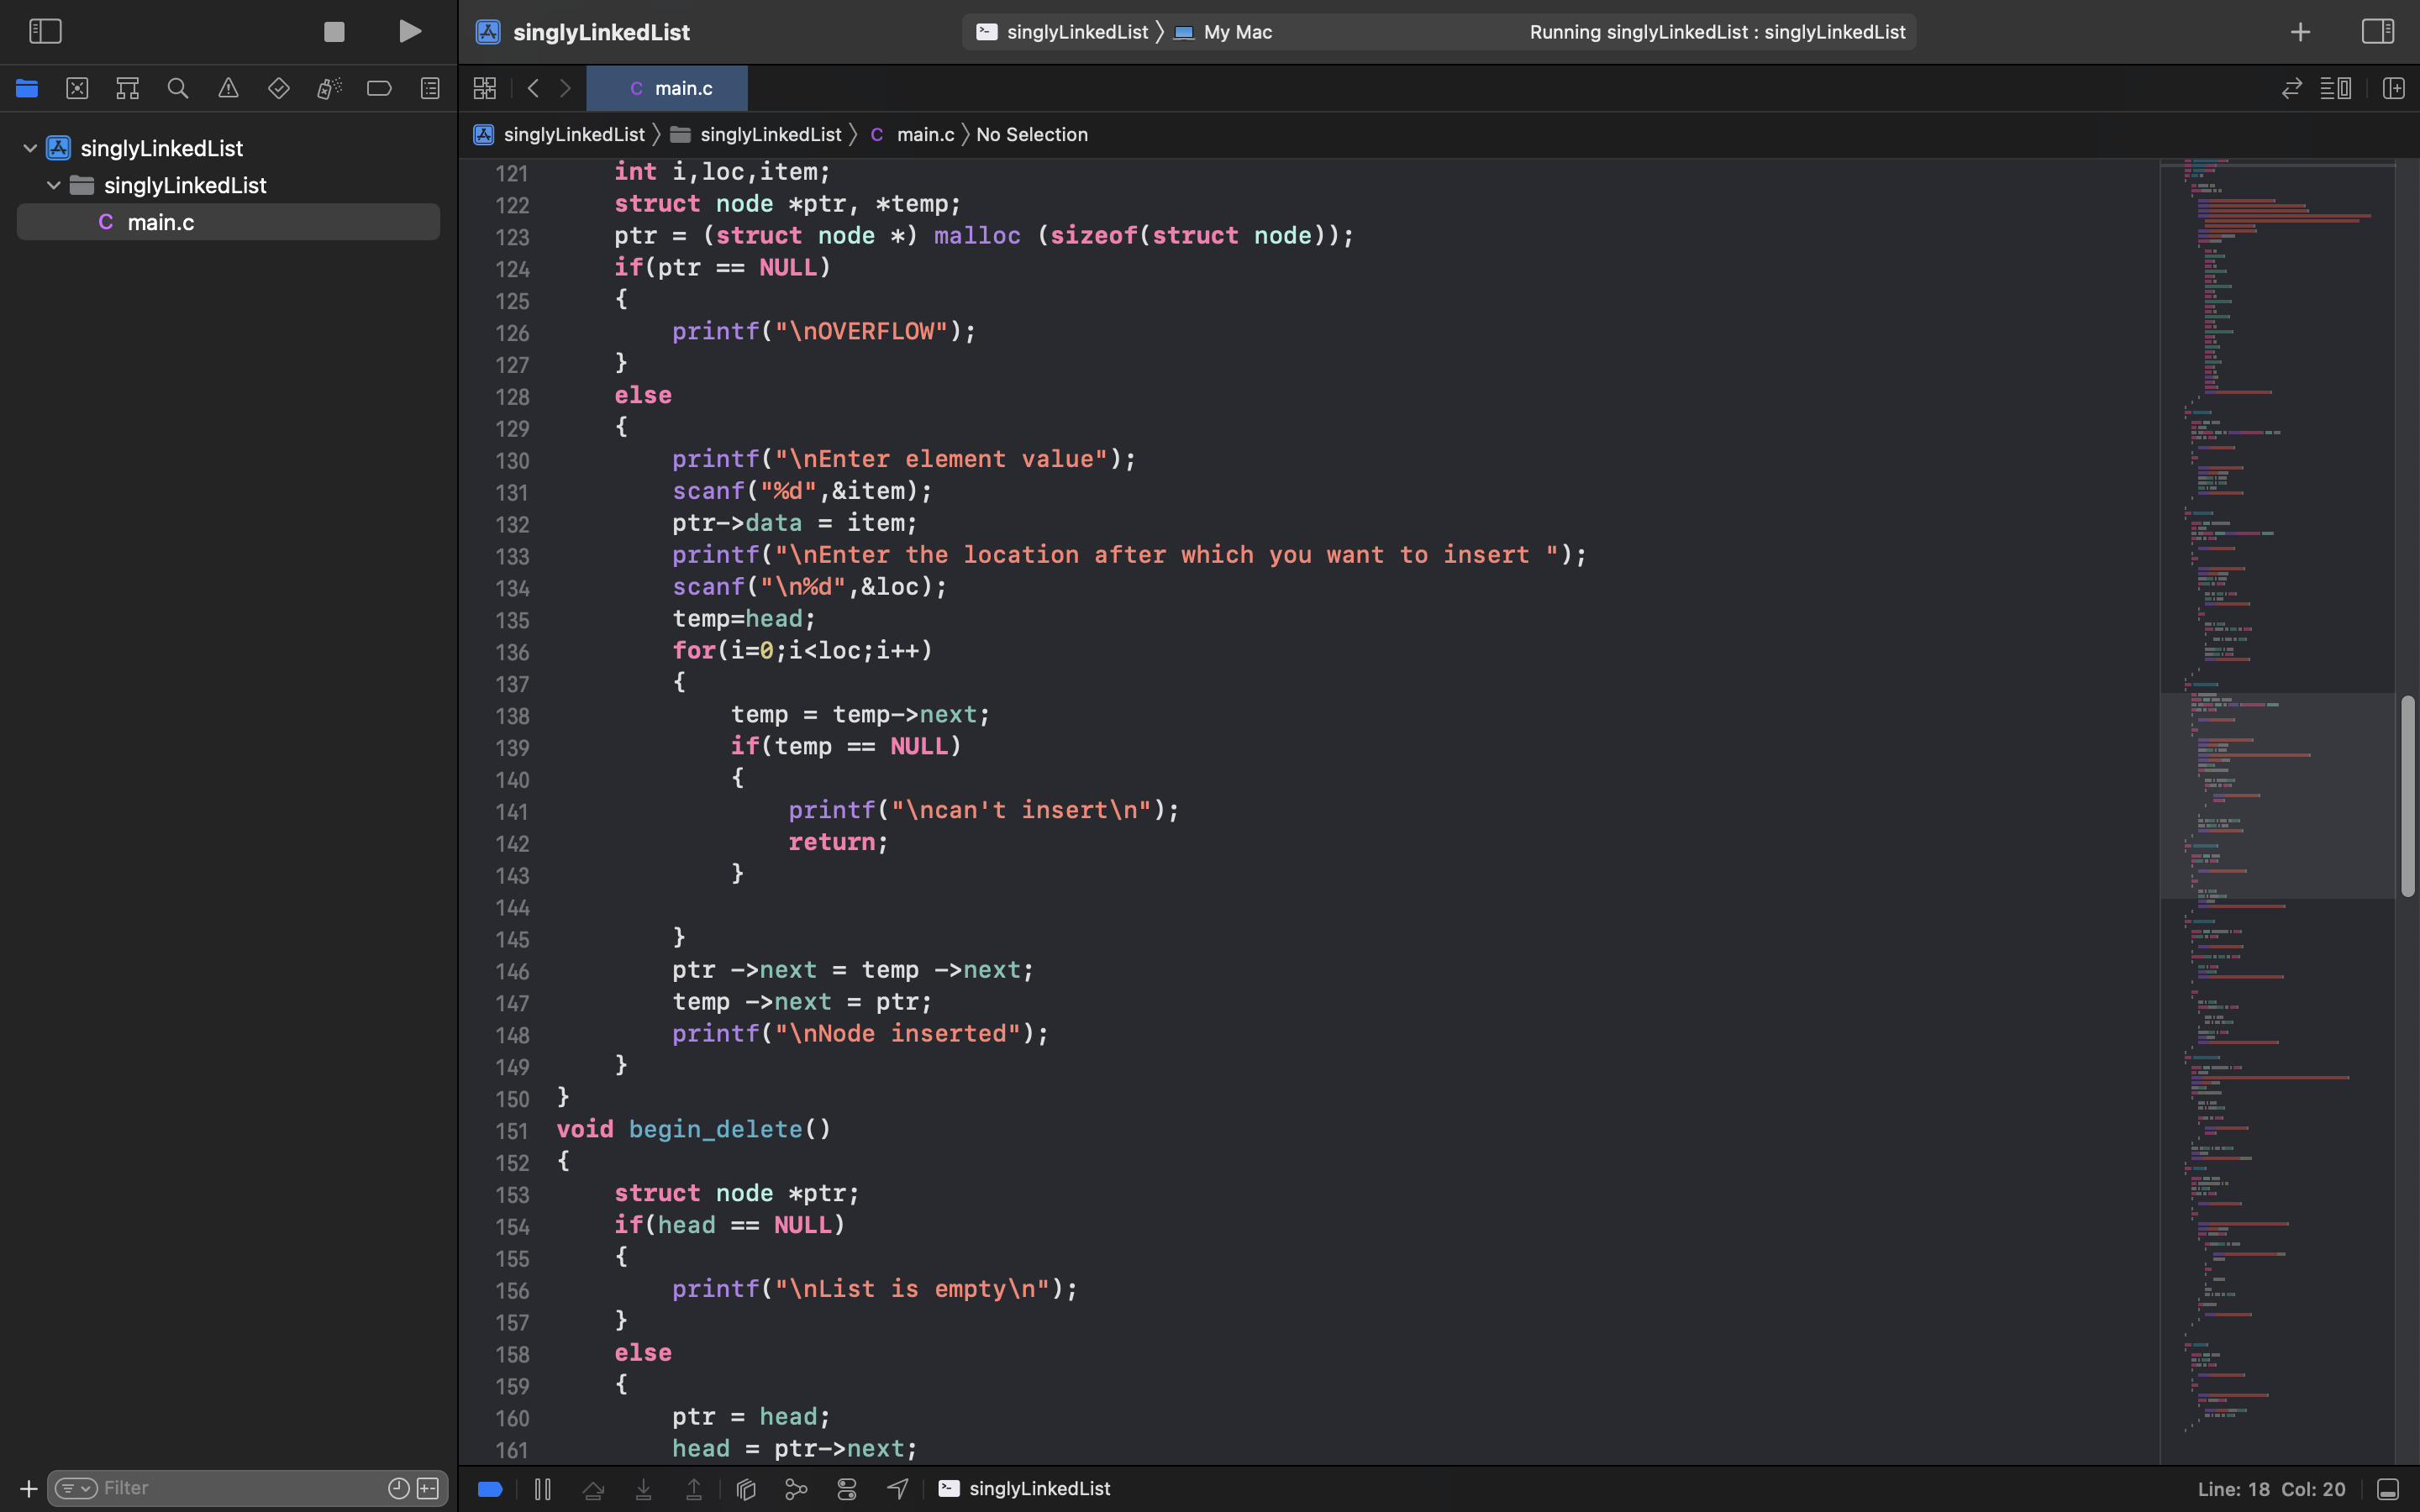 singlyLinkedList
singlyLinkedList 〉 My Mac
Running singlyLinkedList : singlyLinkedList
C main.c
singlyLinkedList 〉 singlyLinkedList 〉 C main.c 〉 No Selection
singlyLinkedList
singlyLinkedList
C main.c
121     int i,loc,item;
122     struct node *ptr, *temp;
123     ptr = (struct node *) malloc (sizeof(struct node));
124     if(ptr == NULL)
125     {
126         printf("\nOVERFLOW");
127     }
128     else
129     {
130         printf("\nEnter element value");
131         scanf("%d",&item);
132         ptr->data = item;
133         printf("\nEnter the location after which you want to insert ");
134         scanf("\n%d",&loc);
135         temp=head;
136         for(i=0;i<loc;i++)
137         {
138             temp = temp->next;
139             if(temp == NULL)
140             {
141                 printf("\ncan't insert\n");
142                 return;
143             }
144
145         }
146         ptr ->next = temp ->next;
147         temp ->next = ptr;
148         printf("\nNode inserted");
149     }
150 }
151 void begin_delete()
152 {
153     struct node *ptr;
154     if(head == NULL)
155     {
156         printf("\nList is empty\n");
157     }
158     else
159     {
160         ptr = head;
161         head = ptr->next;
Filter
singlyLinkedList
Line: 18 Col: 20